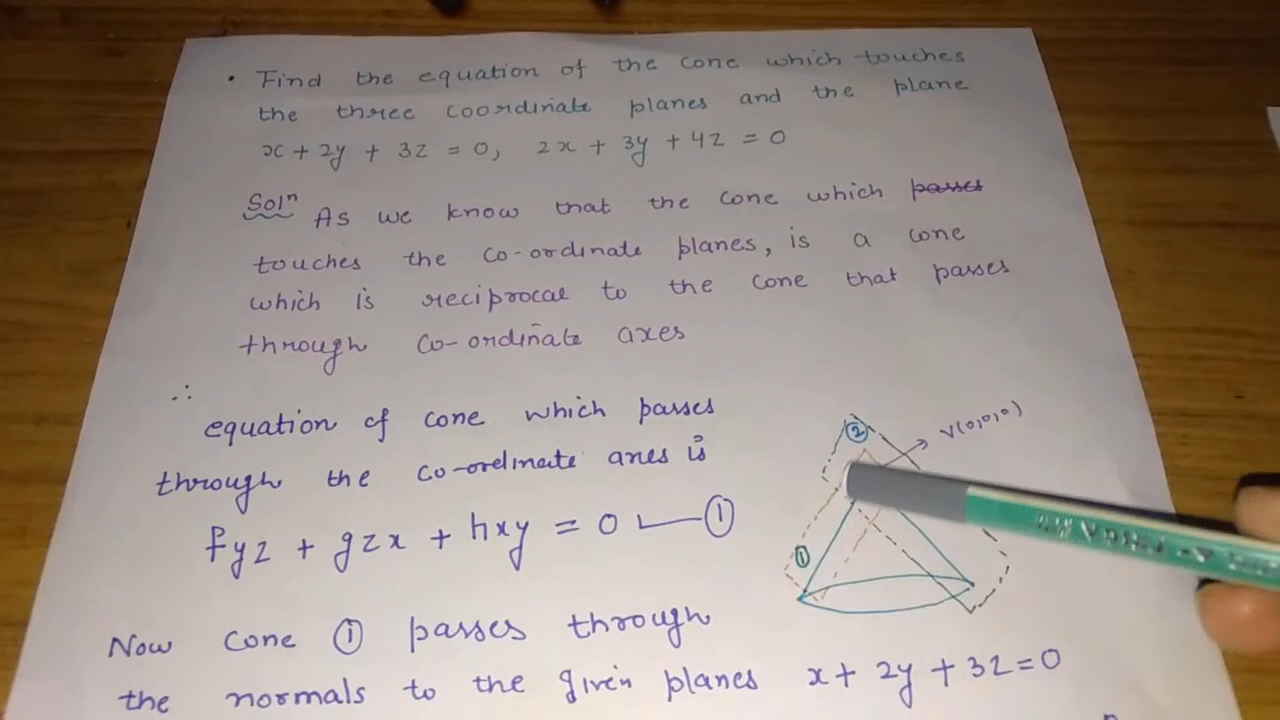 • Find the equation of the cone which touches
the three coordinate planes and the plane
x + 2y + 3z = 0, 2x + 3y + 4z = 0
Solⁿ As we know that the cone which passes
touches the co-ordinate planes, is a cone
which is reciprocal to the cone that passes
through co-ordinate axes
∴
equation of cone which passes
through the co-ordinate axes is
fyz + gzx + hxy = 0 — ①
②
V(0,0,0)
①
Now cone ① passes through
the normals to the given planes x + 2y + 3z = 0